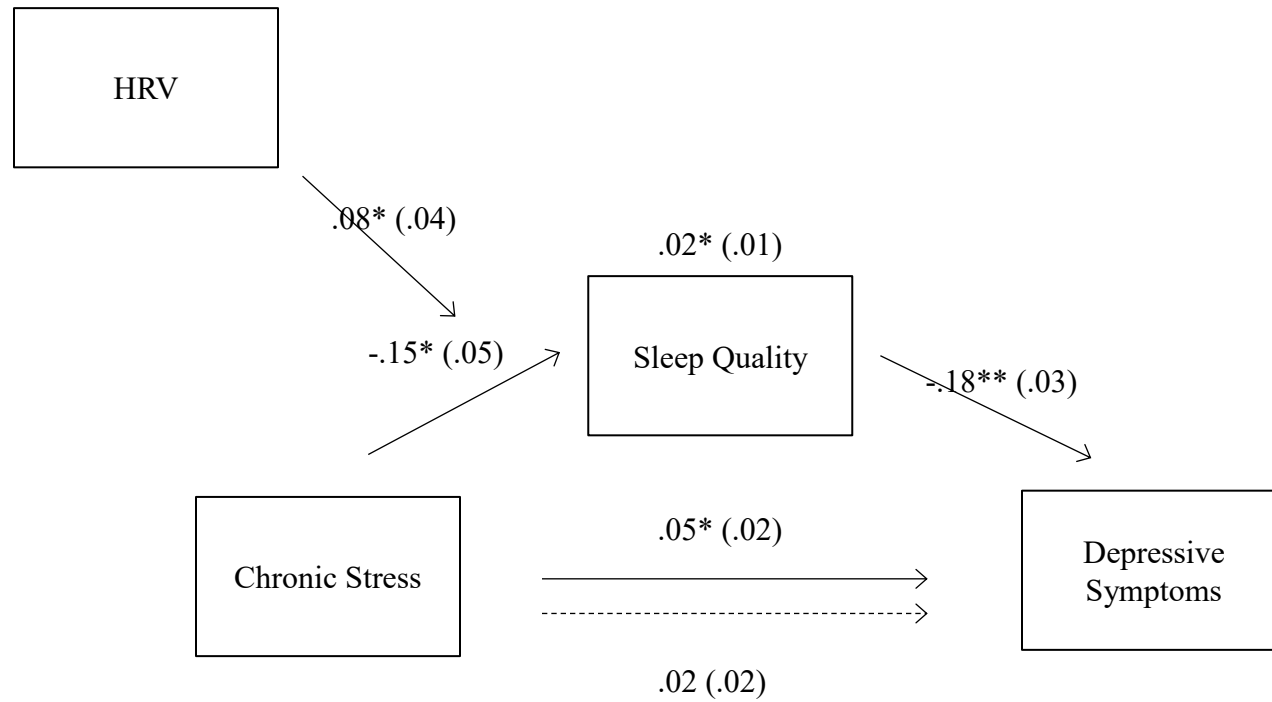 HRV
.08* (.04)
.02* (.01)
-.15* (.05)
Sleep Quality
-.18** (.03)
.05* (.02)
Chronic Stress
Depressive
Symptoms
.02 (.02)